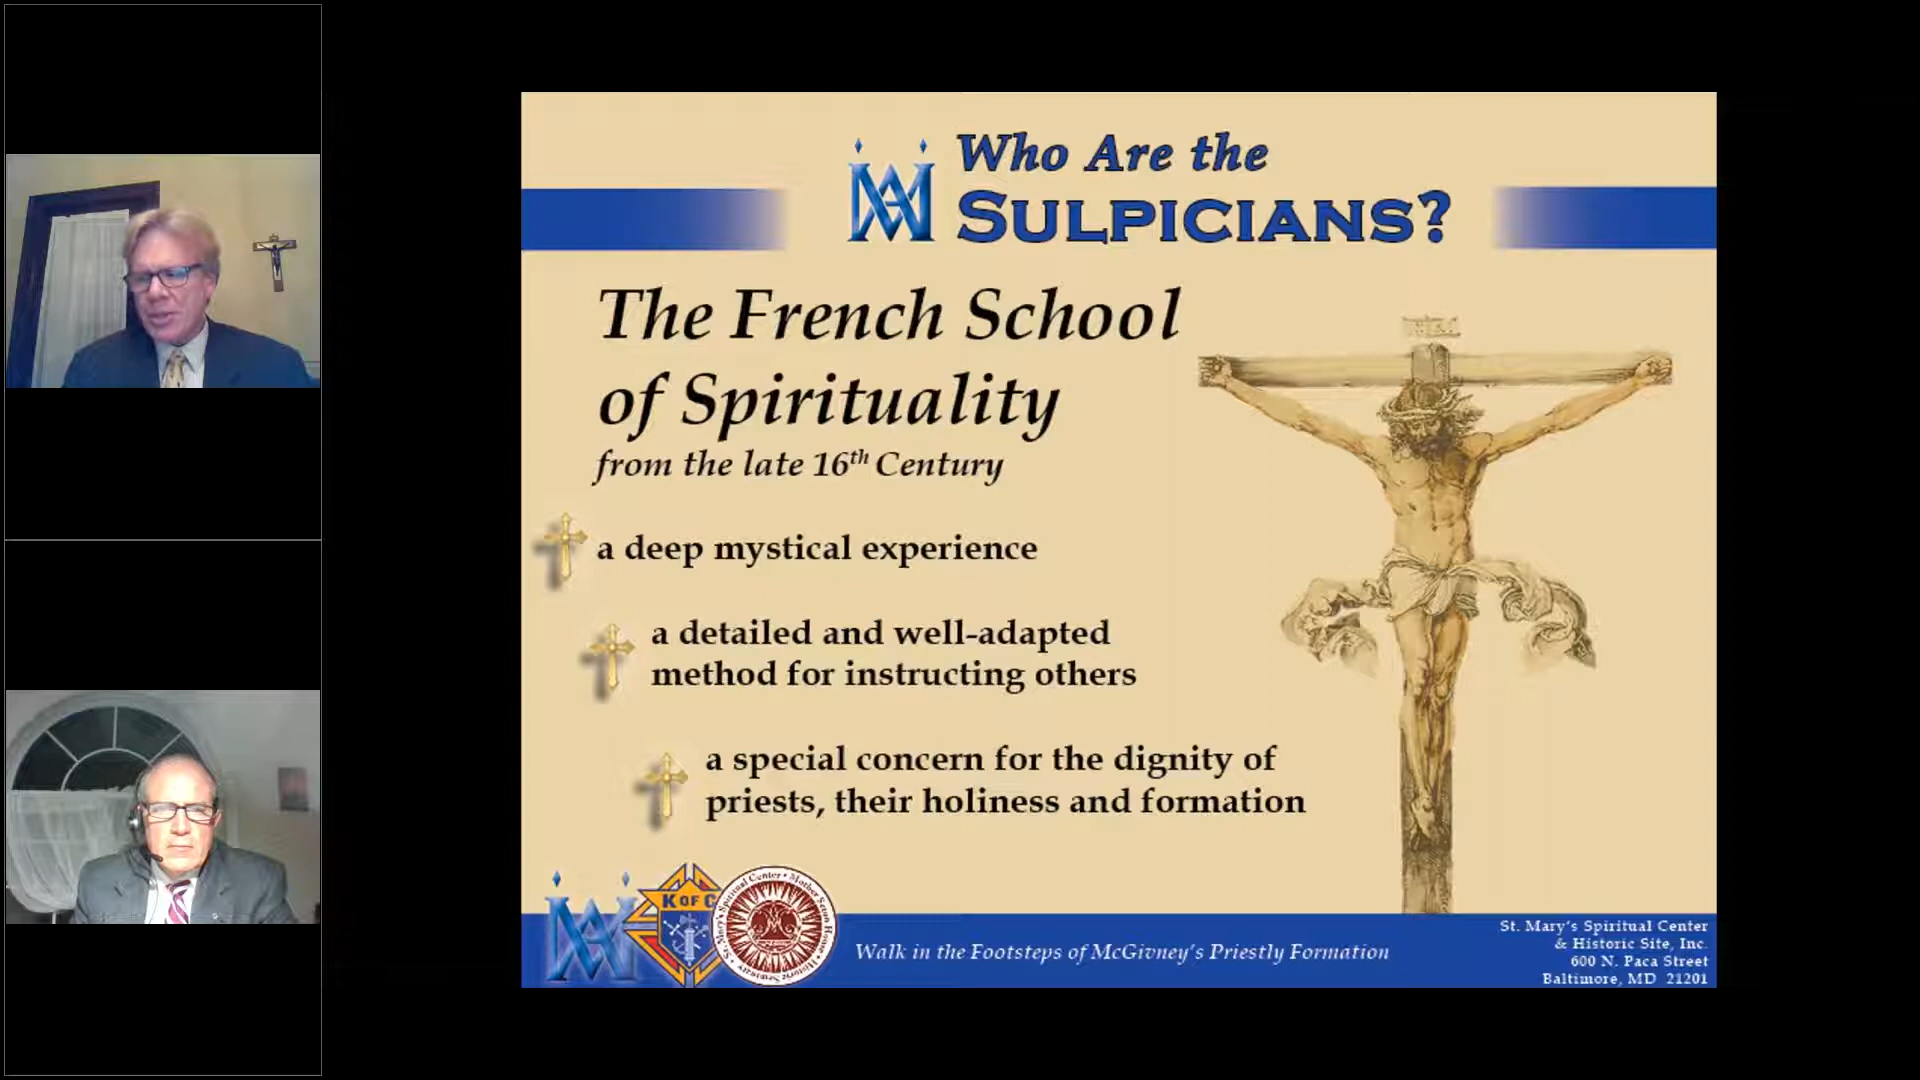 Who Are the
SULPICIANS?
The French School
of Spirituality
from the late 16th Century
a deep mystical experience
a detailed and well-adapted
method for instructing others
a special concern for the dignity of
priests, their holiness and formation
K OF C
Walk in the Footsteps of McGivney's Priestly Formation
St. Mary's Spiritual Center
& Historic Site, Inc.
600 N. Paca Street
Baltimore, MD 21201